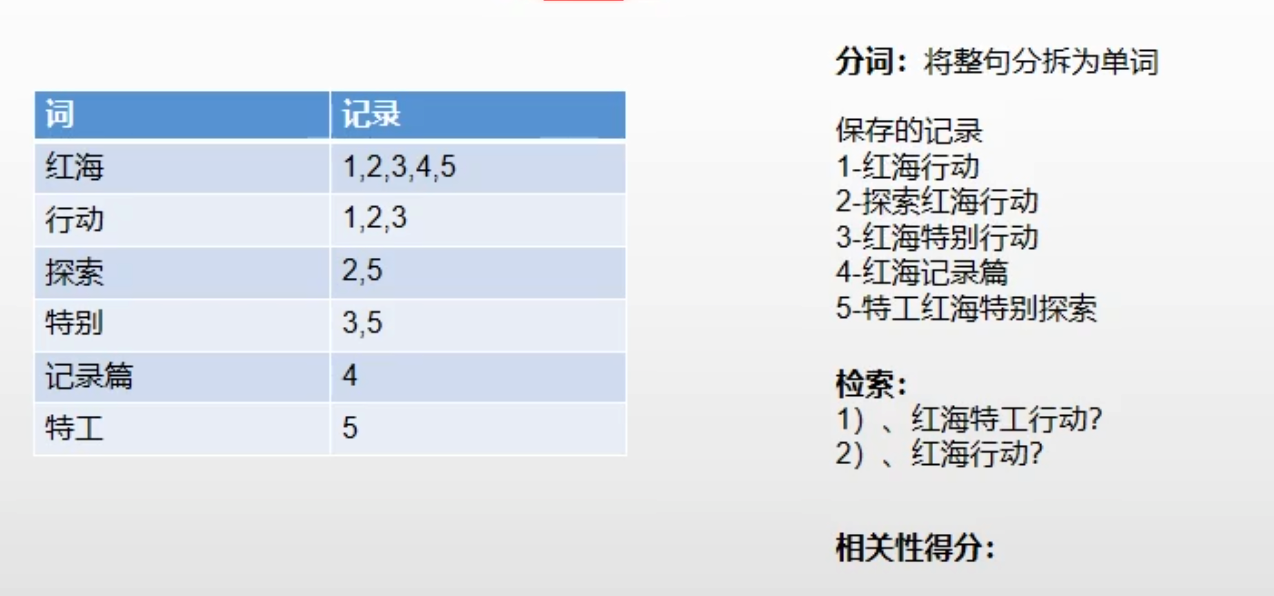 词 记录
红海 1,2,3,4,5
行动 1,2,3
探索 2,5
特别 3,5
记录篇 4
特工 5
分词：将整句分拆为单词
保存的记录
1-红海行动
2-探索红海行动
3-红海特别行动
4-红海记录篇
5-特工红海特别探索
检索：
1）、红海特工行动？
2）、红海行动？
相关性得分：